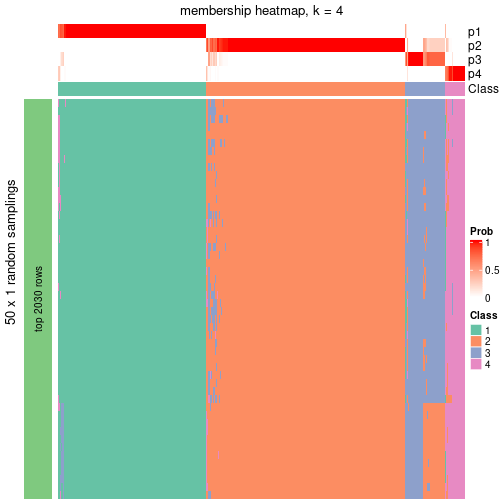 membership heatmap, k = 4
p1
p2
p3
p4
Class
50 x 1 random samplings
top 2030 rows
Prob
1
0.5
0
Class
1
2
3
4